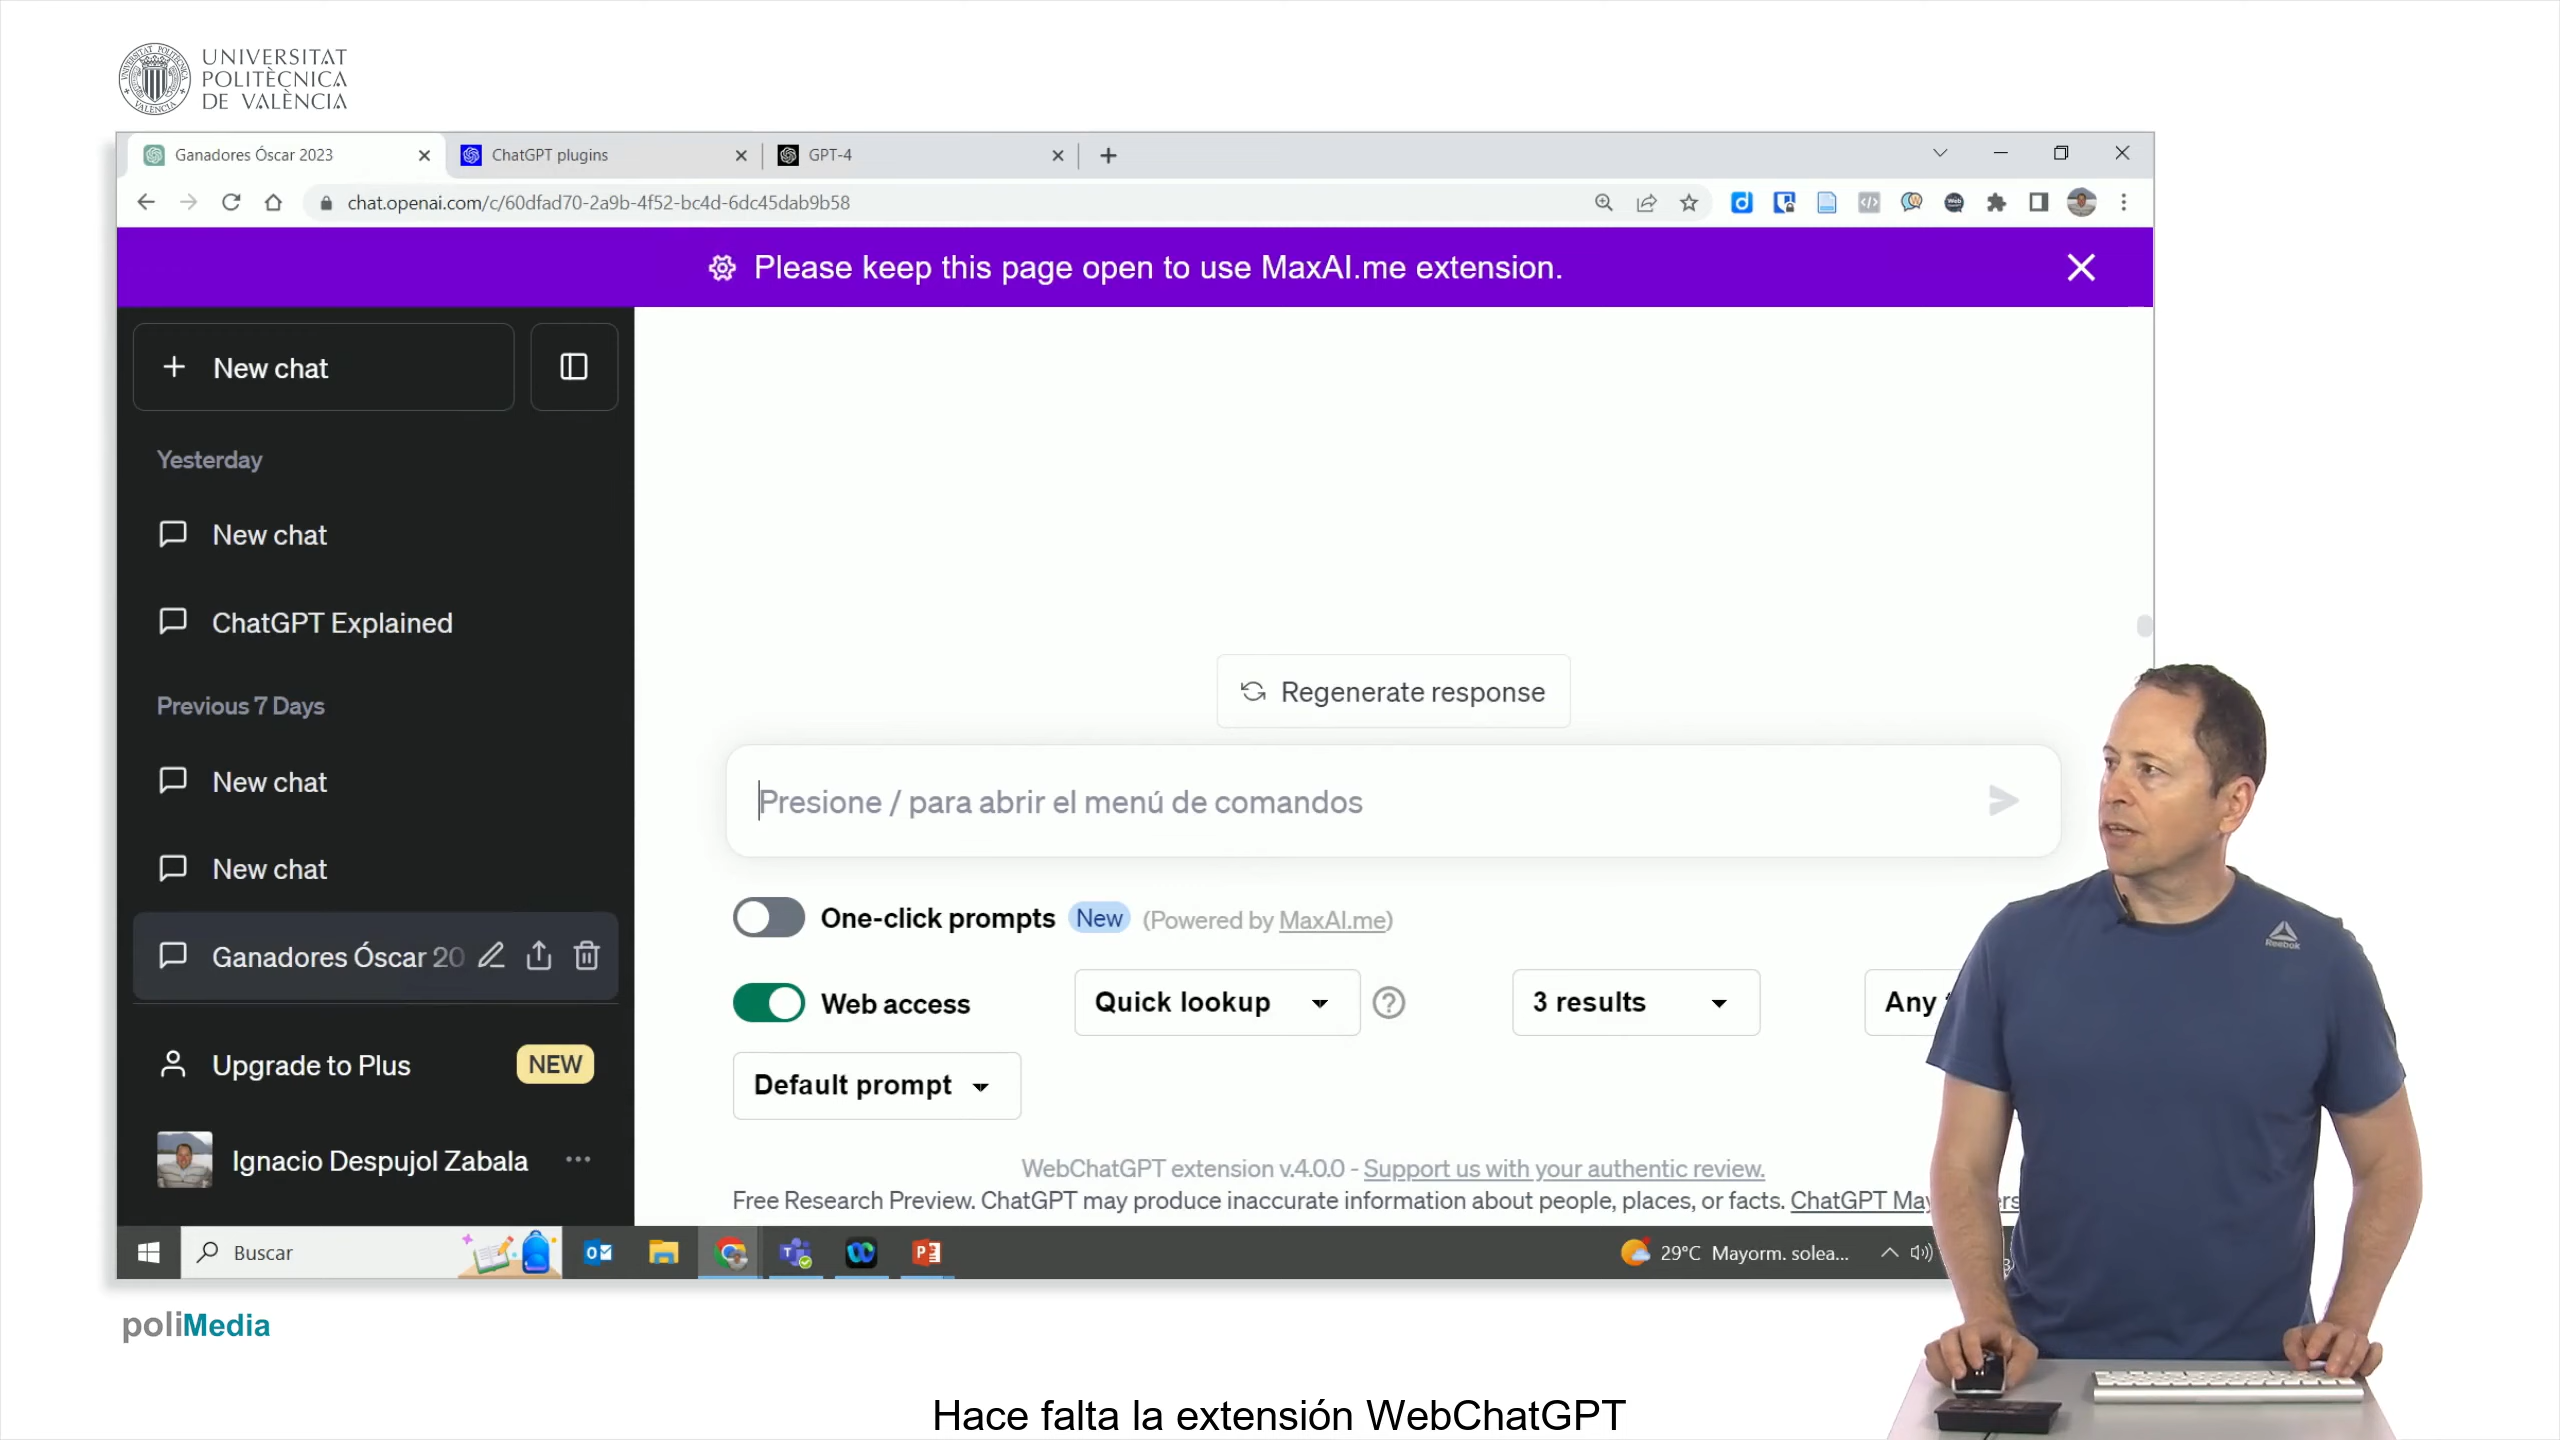 UNIVERSITAT
POLITÈCNICA
DE VALÈNCIA
Ganadores Óscar 2023
ChatGPT plugins
GPT-4
chat.openai.com/c/60dfad70-2a9b-4f52-bc4d-6dc45dab9b58
Please keep this page open to use MaxAI.me extension.
New chat
Yesterday
New chat
ChatGPT Explained
Previous 7 Days
New chat
New chat
Ganadores Óscar 20
Upgrade to Plus NEW
Ignacio Despujol Zabala
Regenerate response
Presione / para abrir el menú de comandos
One-click prompts New (Powered by MaxAI.me)
Web access Quick lookup 3 results Any
Default prompt
WebChatGPT extension v.4.0.0 - Support us with your authentic review.
Free Research Preview. ChatGPT may produce inaccurate information about people, places, or facts. ChatGPT May
Buscar
29°C Mayorm. solea...
Reebok
poliMedia
Hace falta la extensión WebChatGPT